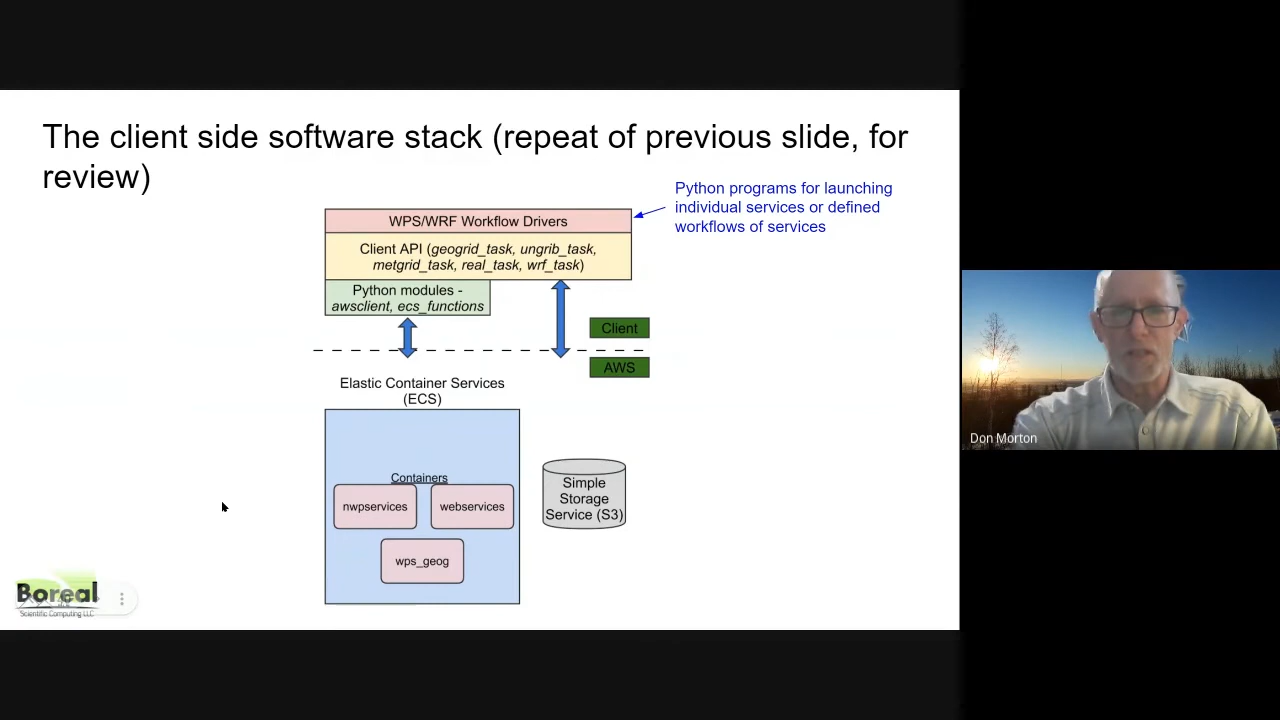 The client side software stack (repeat of previous slide, for
review)
Python programs for launching
individual services or defined
workflows of services
WPS/WRF Workflow Drivers
Client API (geogrid_task, ungrib_task,
metgrid_task, real_task, wrf_task)
Python modules -
awsclient, ecs_functions
Client
AWS
Elastic Container Services
(ECS)
Containers
nwpservices
webservices
wps_geog
Simple
Storage
Service (S3)
Boreal
Scientific Computing LLC
Don Morton